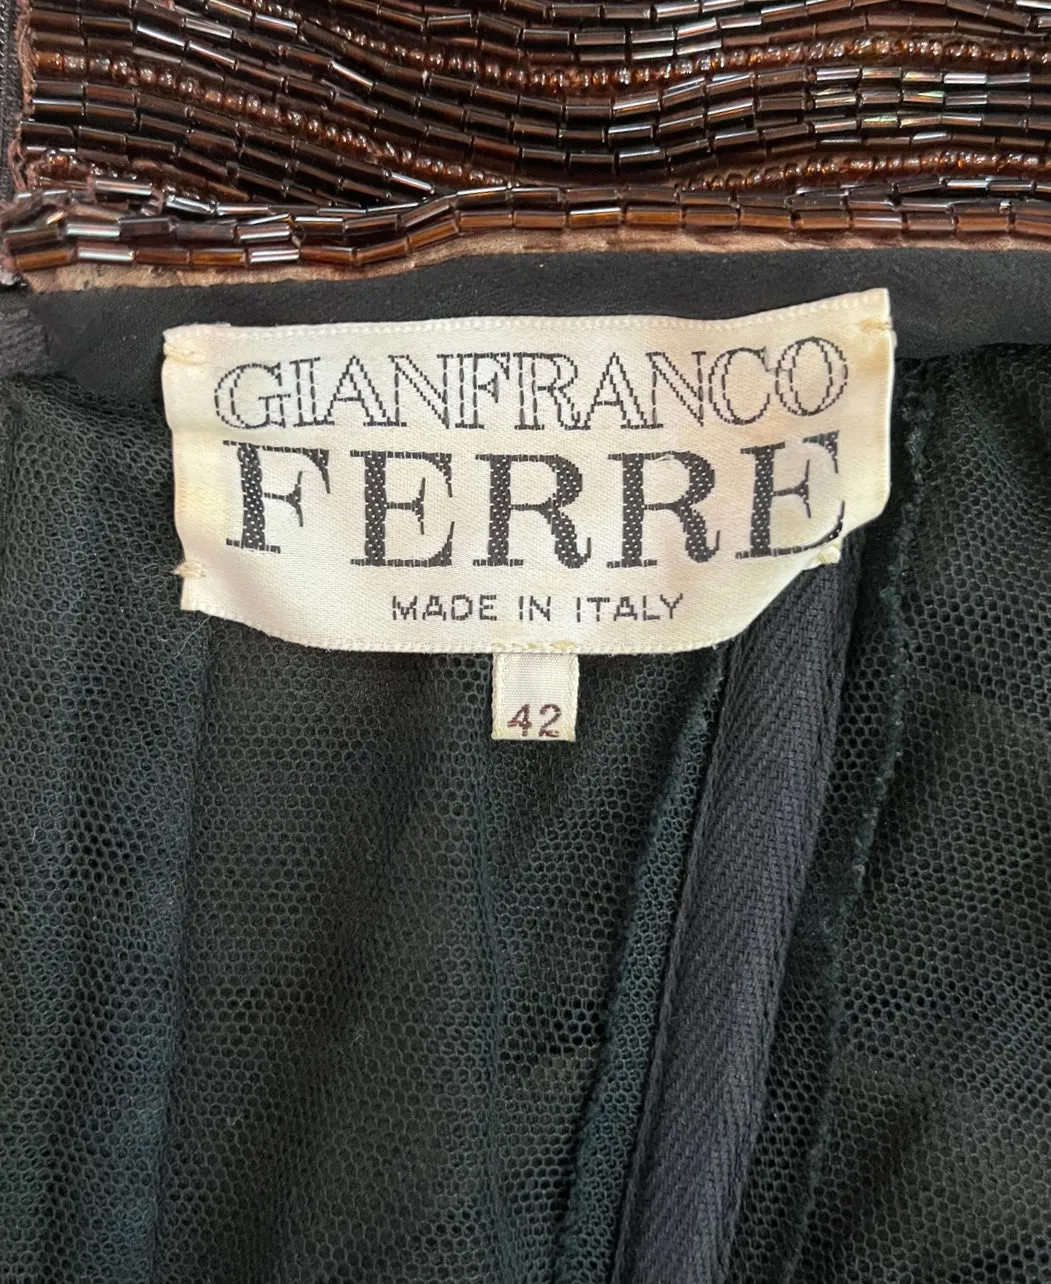 GIANFRANCO
FERRE
MADE IN ITALY
42